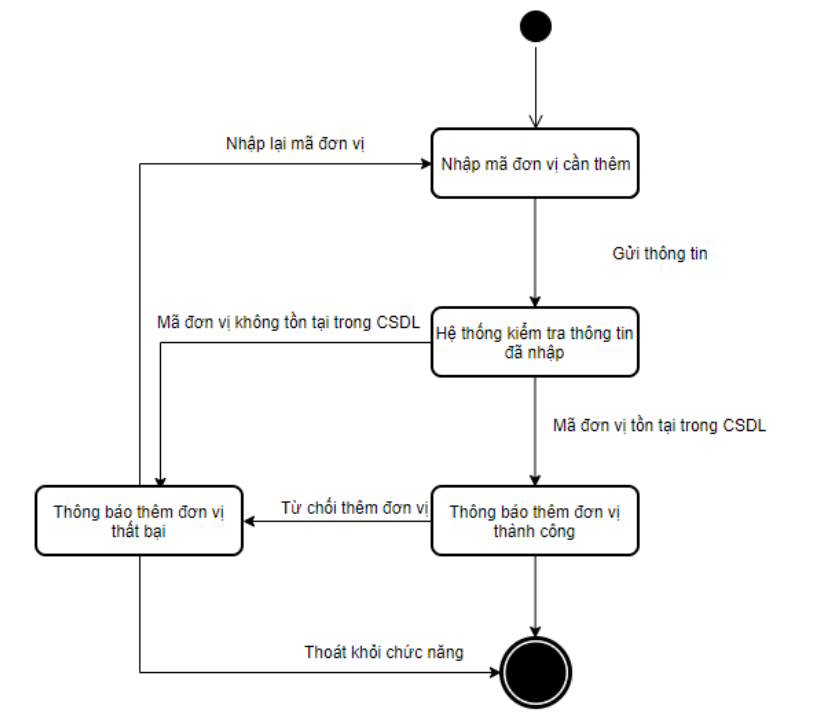 Nhập lại mã đơn vị
Nhập mã đơn vị cần thêm
Gửi thông tin
Mã đơn vị không tồn tại trong CSDL
Hệ thống kiểm tra thông tin
đã nhập
Mã đơn vị tồn tại trong CSDL
Thông báo thêm đơn vị
thất bại
Từ chối thêm đơn vị
Thông báo thêm đơn vị
thành công
Thoát khỏi chức năng